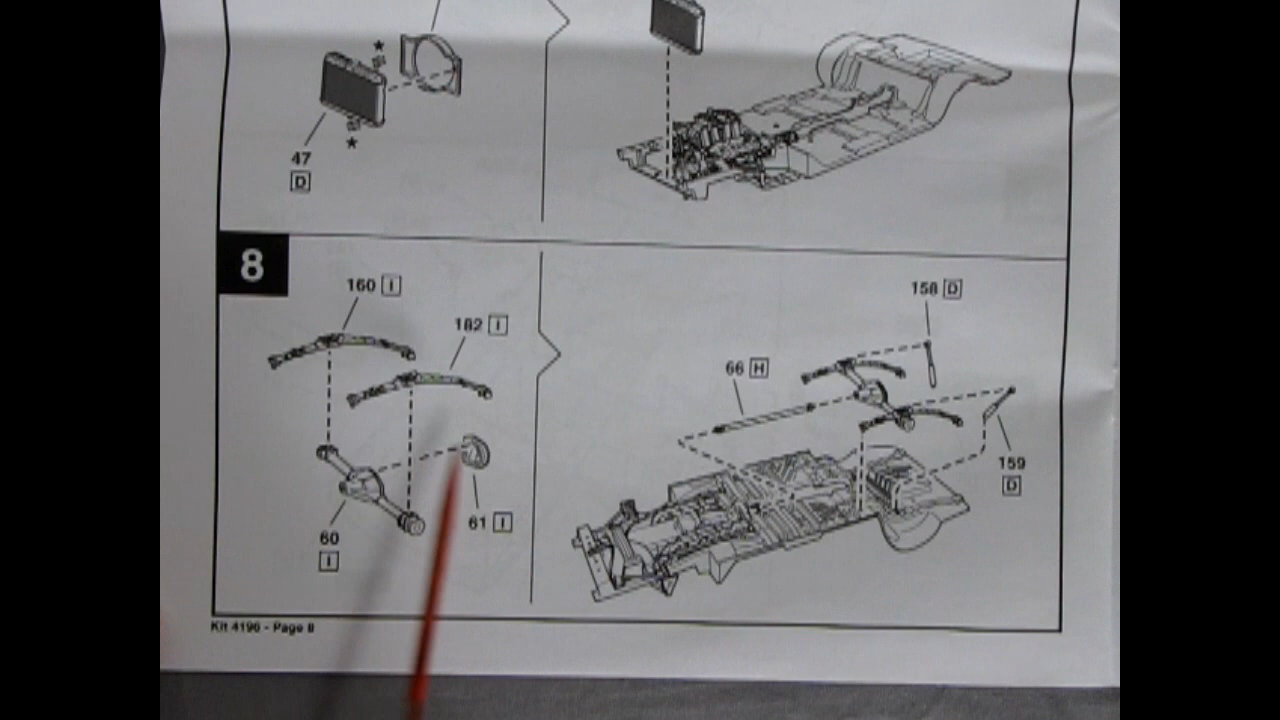 ★
★
47
D
8
160 I
182 I
61 I
60
I
158 D
66 H
159
D
Kit 4196 - Page 8